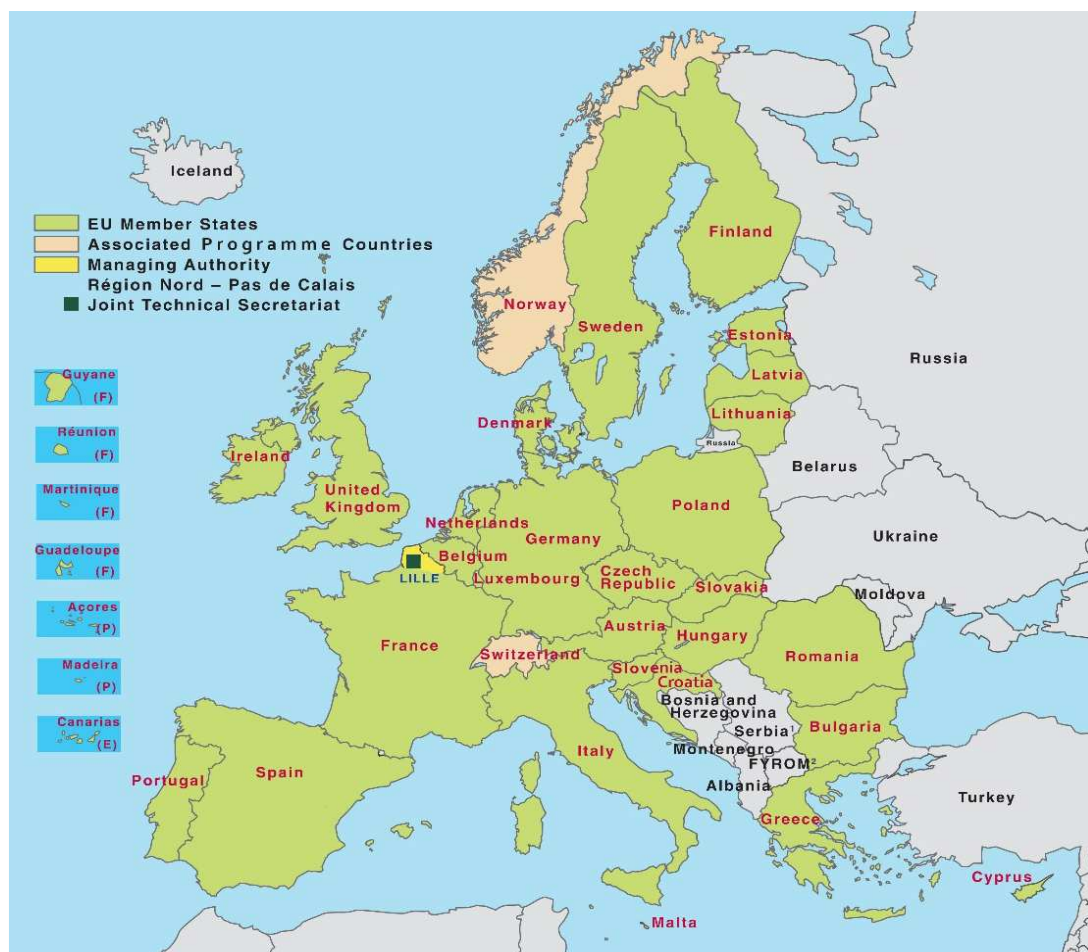 Iceland
EU Member States
Associated Programme Countries
Managing Authority
Région Nord – Pas de Calais
Joint Technical Secretariat
Norway
Sweden
Finland
Estonia
Latvia
Lithuania
Russia
Russia
Belarus
Ukraine
Moldova
Denmark
Ireland
United
Kingdom
Netherlands
Belgium
LILLE
Luxembourg
Germany
Poland
Czech
Republic
Slovakia
Austria
Hungary
Romania
France
Switzerland
Slovenia
Croatia
Bosnia and
Herzegovina
Serbia¹
Montenegro
FYROM²
Albania
Bulgaria
Italy
Portugal
Spain
Greece
Turkey
Cyprus
Malta
Guyane
(F)
Réunion
(F)
Martinique
(F)
Guadeloupe
(F)
Açores
(P)
Madeira
(P)
Canarias
(E)